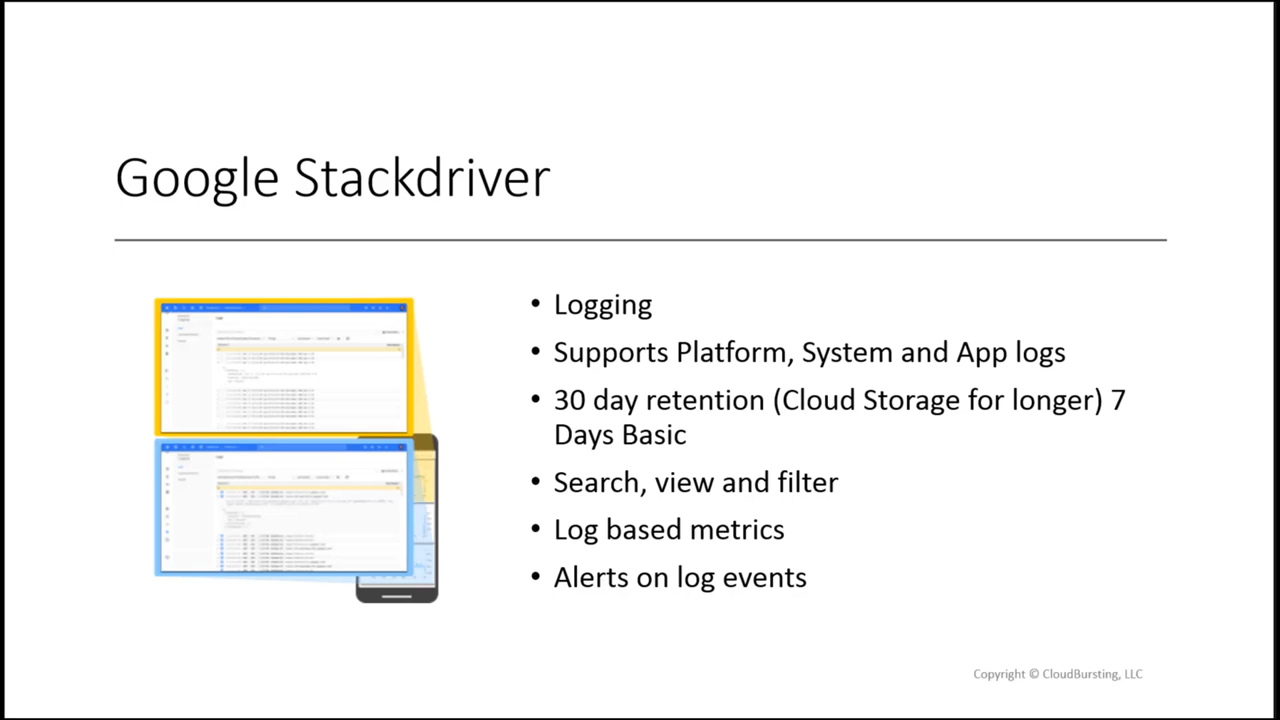 Google Stackdriver
• Logging
• Supports Platform, System and App logs
• 30 day retention (Cloud Storage for longer) 7
Days Basic
• Search, view and filter
• Log based metrics
• Alerts on log events
Copyright © CloudBursting, LLC